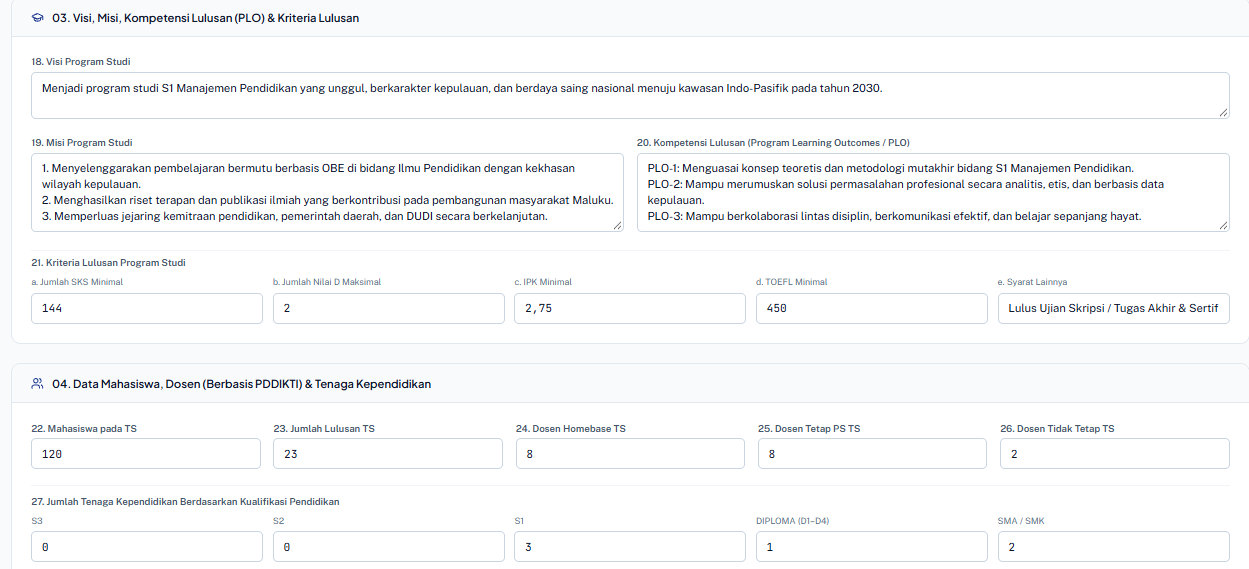 03. Visi, Misi, Kompetensi Lulusan (PLO) & Kriteria Lulusan
18. Visi Program Studi
Menjadi program studi S1 Manajemen Pendidikan yang unggul, berkarakter kepulauan, dan berdaya saing nasional menuju kawasan Indo-Pasifik pada tahun 2030.
19. Misi Program Studi
1. Menyelenggarakan pembelajaran bermutu berbasis OBE di bidang Ilmu Pendidikan dengan kekhasan
wilayah kepulauan.
2. Menghasilkan riset terapan dan publikasi ilmiah yang berkontribusi pada pembangunan masyarakat Maluku.
3. Memperluas jejaring kemitraan pendidikan, pemerintah daerah, dan DUDI secara berkelanjutan.
20. Kompetensi Lulusan (Program Learning Outcomes / PLO)
PLO-1: Menguasai konsep teoretis dan metodologi mutakhir bidang S1 Manajemen Pendidikan.
PLO-2: Mampu merumuskan solusi permasalahan profesional secara analitis, etis, dan berbasis data
kepulauan.
PLO-3: Mampu berkolaborasi lintas disiplin, berkomunikasi efektif, dan belajar sepanjang hayat.
21. Kriteria Lulusan Program Studi
a. Jumlah SKS Minimal
144
b. Jumlah Nilai D Maksimal
2
c. IPK Minimal
2,75
d. TOEFL Minimal
450
e. Syarat Lainnya
Lulus Ujian Skripsi / Tugas Akhir & Sertif
04. Data Mahasiswa, Dosen (Berbasis PDDIKTI) & Tenaga Kependidikan
22. Mahasiswa pada TS
120
23. Jumlah Lulusan TS
23
24. Dosen Homebase TS
8
25. Dosen Tetap PS TS
8
26. Dosen Tidak Tetap TS
2
27. Jumlah Tenaga Kependidikan Berdasarkan Kualifikasi Pendidikan
S3
0
S2
0
S1
3
DIPLOMA (D1–D4)
1
SMA / SMK
2